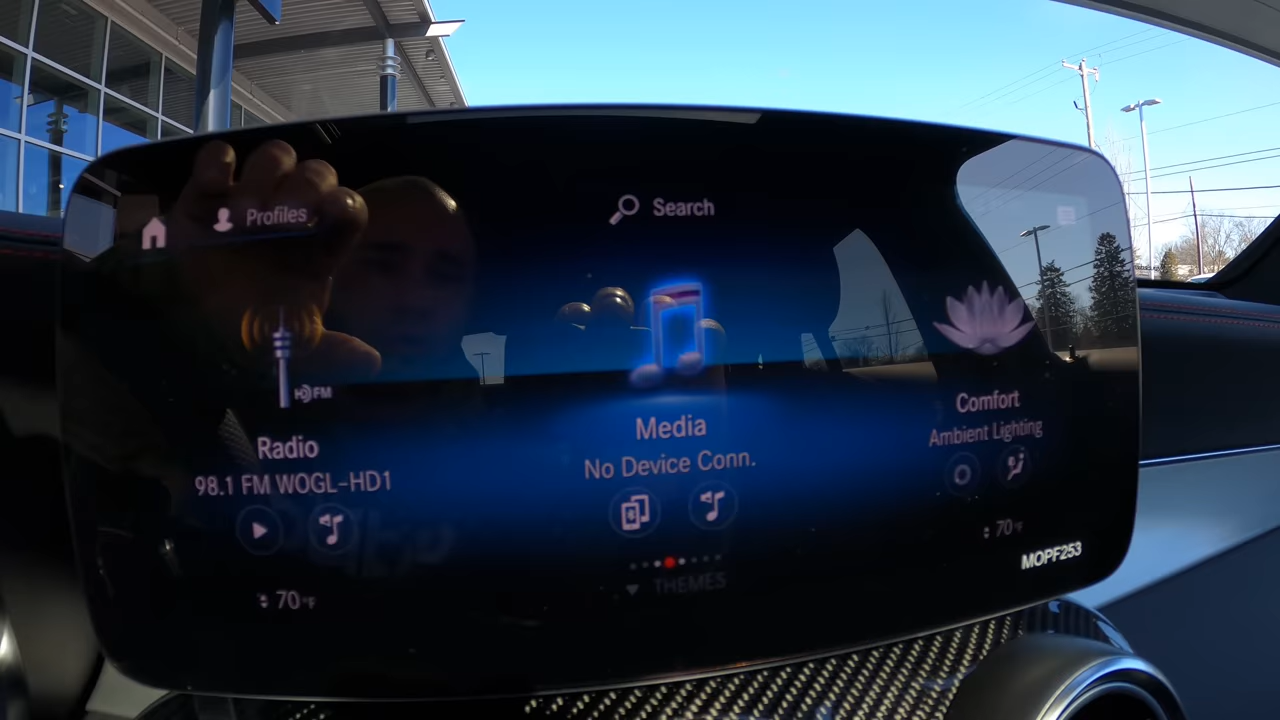 Profiles
Search
HD FM
Radio
98.1 FM WOGL-HD1
Media
No Device Conn.
Comfort
Ambient Lighting
70°F
70°F
THEMES
MOPF253